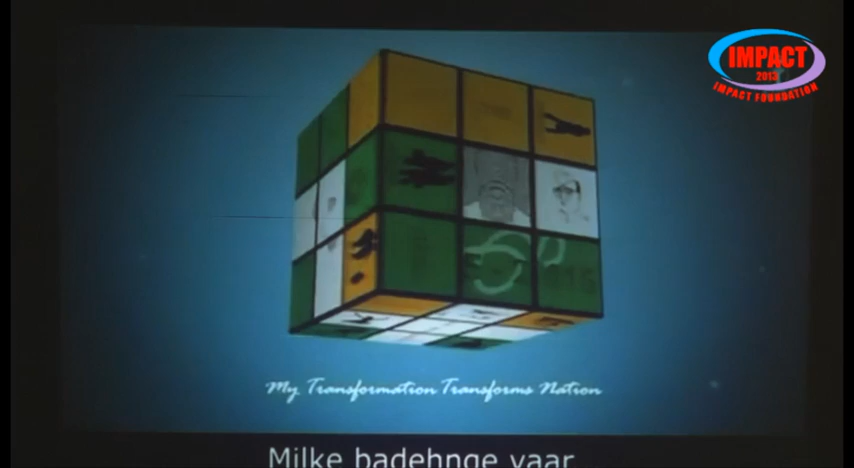 IMPACT
2013
IMPACT FOUNDATION
My Transformation Transforms Nation
Milke badehnge yaar